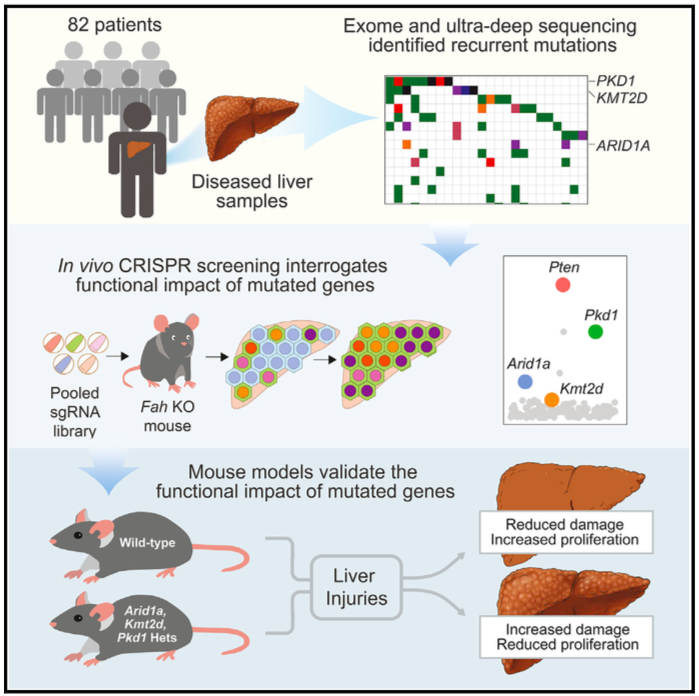 82 patients
Exome and ultra-deep sequencing
identified recurrent mutations
PKD1
KMT2D
ARID1A
Diseased liver
samples
In vivo CRISPR screening interrogates
functional impact of mutated genes
Pooled
sgRNA
library
Fah KO
mouse
Pten
Pkd1
Arid1a
Kmt2d
Mouse models validate the
functional impact of mutated genes
Wild-type
Arid1a,
Kmt2d,
Pkd1 Hets
Liver
Injuries
Reduced damage
Increased proliferation
Increased damage
Reduced proliferation